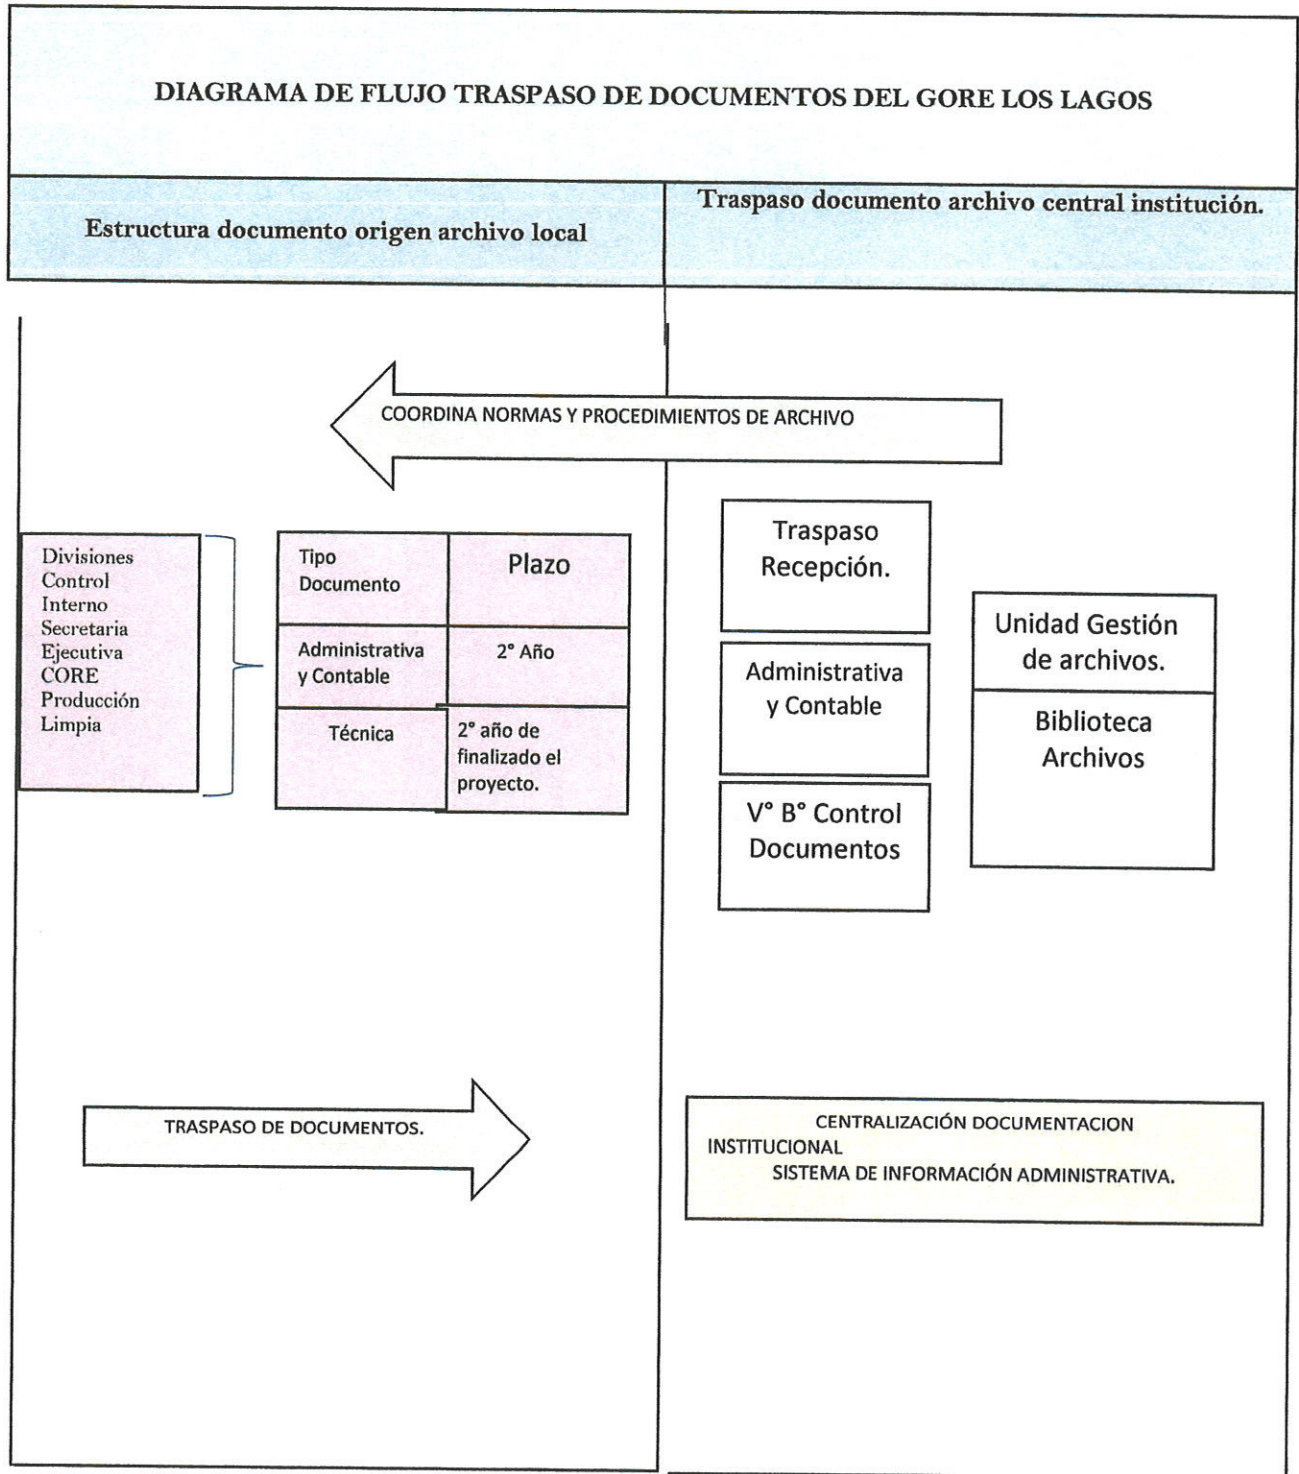 DIAGRAMA DE FLUJO TRASPASO DE DOCUMENTOS DEL GORE LOS LAGOS
Estructura documento origen archivo local
Traspaso documento archivo central institución.
COORDINA NORMAS Y PROCEDIMIENTOS DE ARCHIVO
Divisiones
Control
Interno
Secretaria
Ejecutiva
CORE
Producción
Limpia
Tipo
Documento
Plazo
Administrativa
y Contable
2° Año
Técnica
2° año de
finalizado el
proyecto.
Traspaso
Recepción.
Administrativa
y Contable
V° B° Control
Documentos
Unidad Gestión
de archivos.
Biblioteca
Archivos
TRASPASO DE DOCUMENTOS.
CENTRALIZACIÓN DOCUMENTACION
INSTITUCIONAL
SISTEMA DE INFORMACIÓN ADMINISTRATIVA.